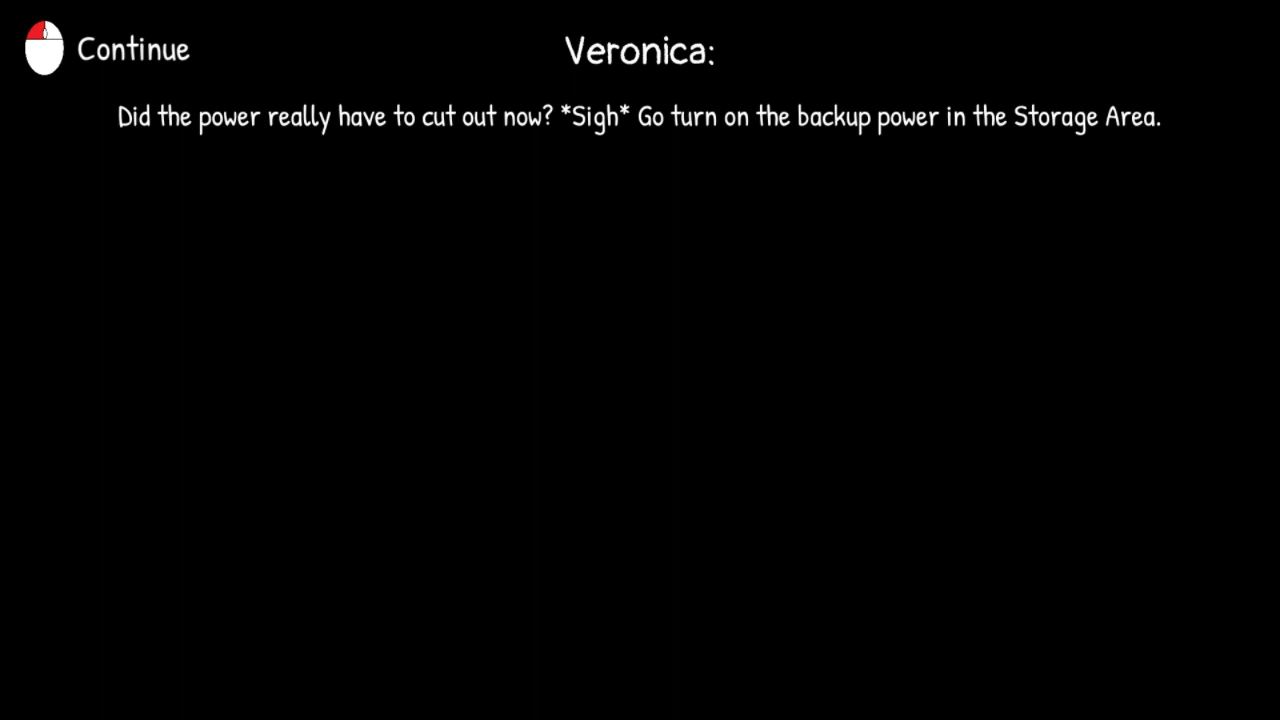 Continue
Veronica:
Did the power really have to cut out now? *Sigh* Go turn on the backup power in the Storage Area.